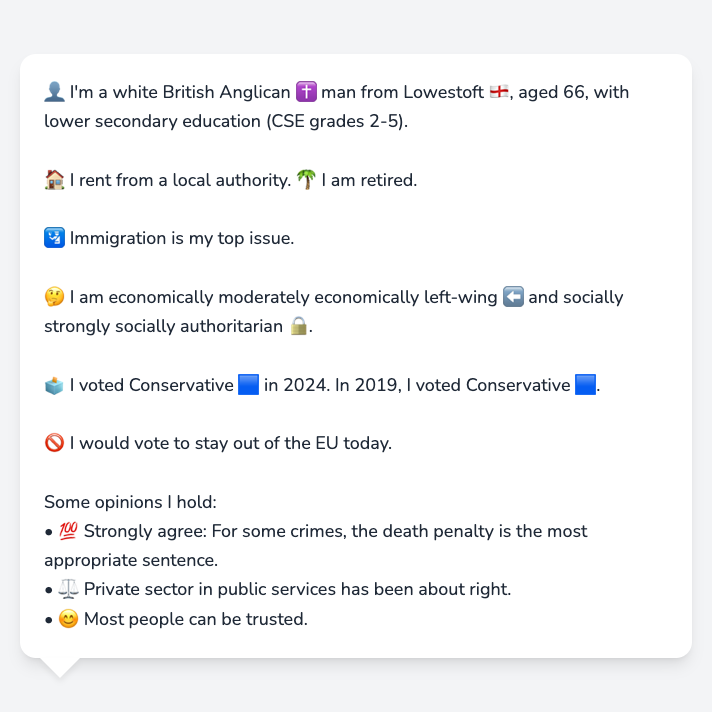 👤 I'm a white British Anglican ✝️ man from Lowestoft 🏴󠁧󠁢󠁥󠁮󠁧󠁿, aged 66, with
lower secondary education (CSE grades 2-5).
🏠 I rent from a local authority. 🌴 I am retired.
🛂 Immigration is my top issue.
🤔 I am economically moderately economically left-wing ⬅️ and socially
strongly socially authoritarian 🔒.
🗳️ I voted Conservative 🟦 in 2024. In 2019, I voted Conservative 🟦.
🚫 I would vote to stay out of the EU today.
Some opinions I hold:
• 💯 Strongly agree: For some crimes, the death penalty is the most
appropriate sentence.
• ⚖️ Private sector in public services has been about right.
• 😊 Most people can be trusted.